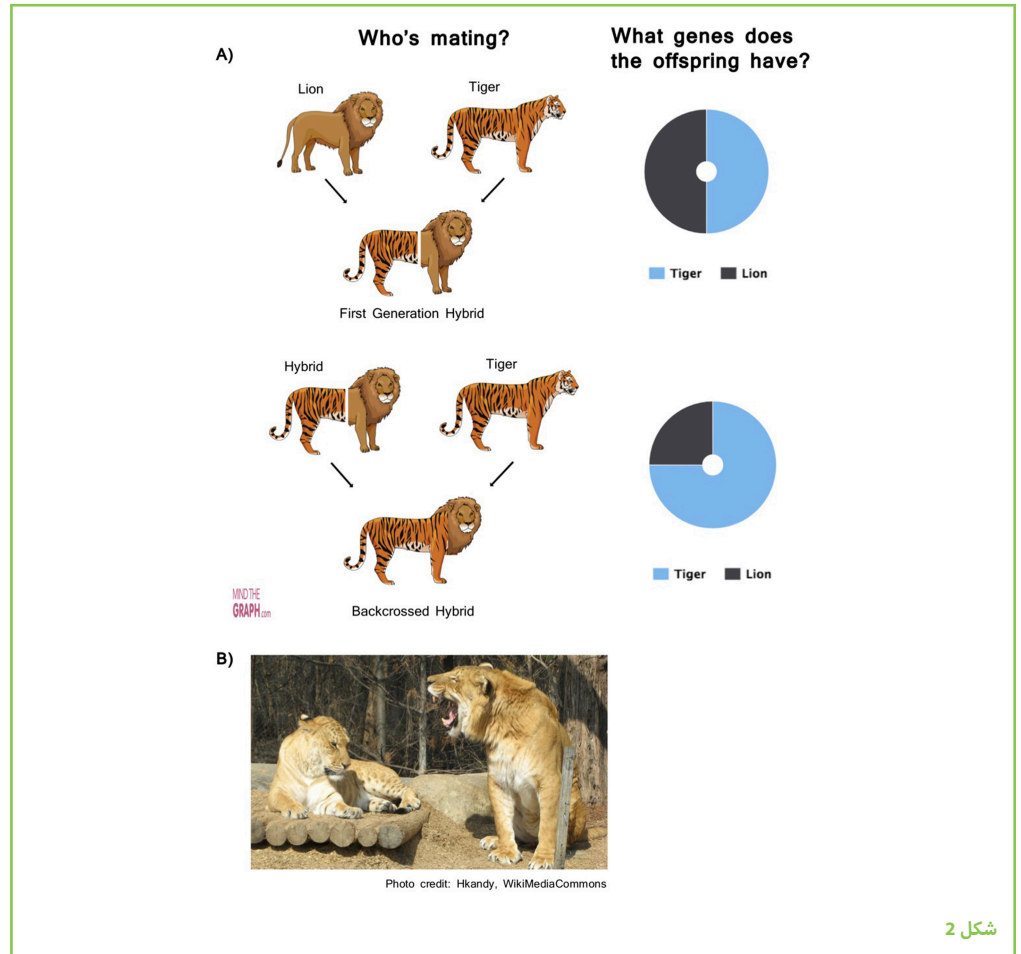 Who's mating?
What genes does
the offspring have?
A)
Lion
Tiger
Tiger Lion
First Generation Hybrid
Hybrid
Tiger
Tiger Lion
MIND THE
GRAPH.com
Backcrossed Hybrid
B)
Photo credit: Hkandy, WikiMediaCommons
شكل 2